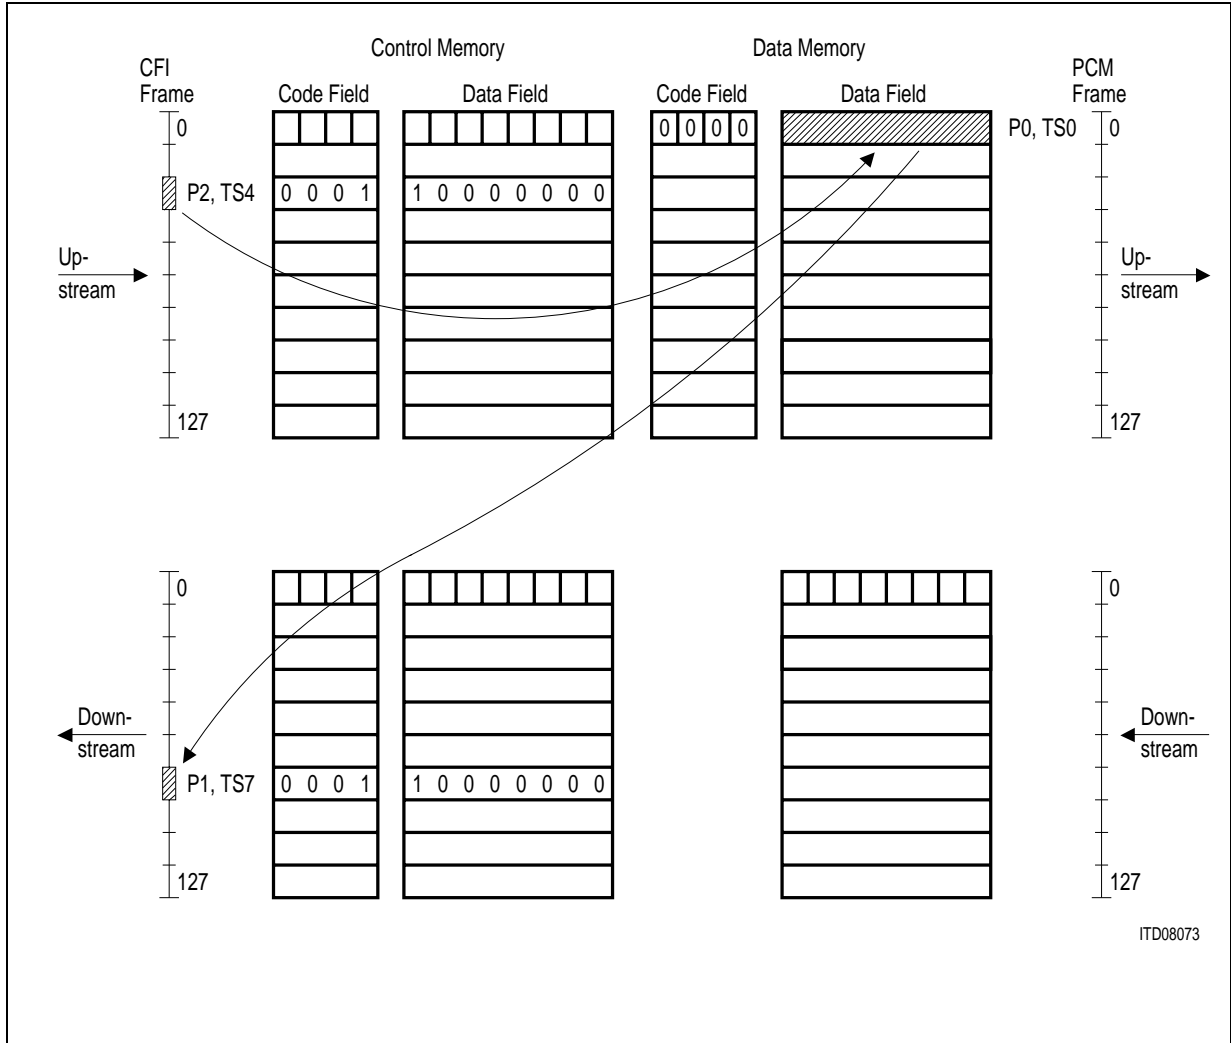 Control Memory
Data Memory
CFI
Frame
Code Field
Data Field
Code Field
Data Field
PCM
Frame
0
0 0 0 0
P0, TS0
0
P2, TS4
0 0 0 1
1 0 0 0 0 0 0 0
Up-
stream
Up-
stream
127
127
0
0
Down-
stream
Down-
stream
P1, TS7
0 0 0 1
1 0 0 0 0 0 0 0
127
127
ITD08073